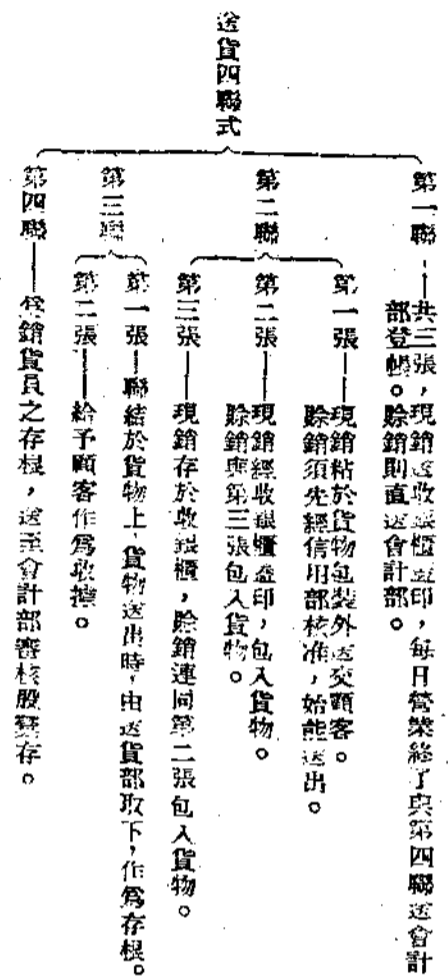 送貨四聯式
第一聯——共三張，現銷送收銀櫃蓋印，每日營業終了與第四聯送會計
部登帳。賒銷則直送會計部。
第二聯
第一張——現銷粘於貨物包裝外送交顧客。
賒銷須先經信用部核准，始能送出。
第二張——現銷經收銀櫃蓋印，包入貨物。
賒銷與第三張包入貨物。
第三張——現銷存於收銀櫃，賒銷連同第二張包入貨物。
第三聯
第一張——聯結於貨物上，貨物送出時，由送貨部取下，作爲存根。
第二張——給予顧客作爲收據。
第四聯——爲銷貨員之存根，送至會計部審核股存。